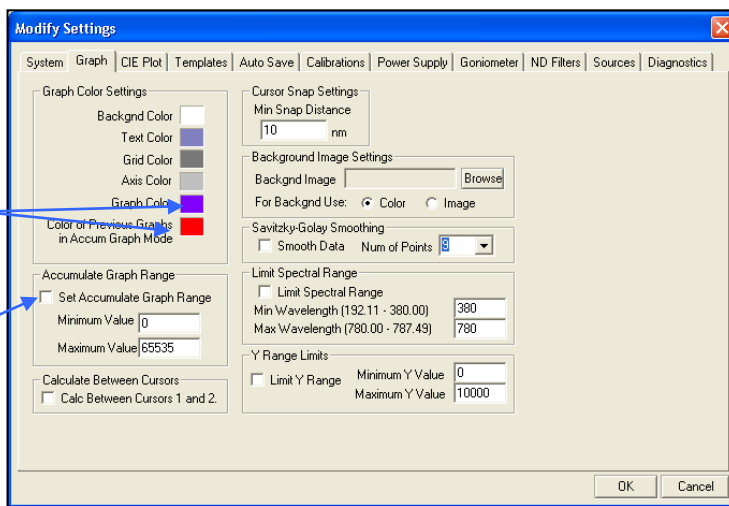 Modify Settings
System Graph CIE Plot Templates Auto Save Calibrations Power Supply Goniometer ND Filters Sources Diagnostics
Graph Color Settings
Backgnd Color
Text Color
Grid Color
Axis Color
Graph Color
Color of Previous Graphs
in Accum Graph Mode
Accumulate Graph Range
Set Accumulate Graph Range
Minimum Value 0
Maximum Value 65535
Calculate Between Cursors
Calc Between Cursors 1 and 2.
Cursor Snap Settings
Min Snap Distance
10 nm
Background Image Settings
Backgnd Image Browse
For Backgnd Use: Color Image
Savitzky-Golay Smoothing
Smooth Data Num of Points 9
Limit Spectral Range
Limit Spectral Range
Min Wavelength (192.11 - 380.00) 380
Max Wavelength (780.00 - 787.49) 780
Y Range Limits
Limit Y Range Minimum Y Value 0
Maximum Y Value 10000
OK Cancel